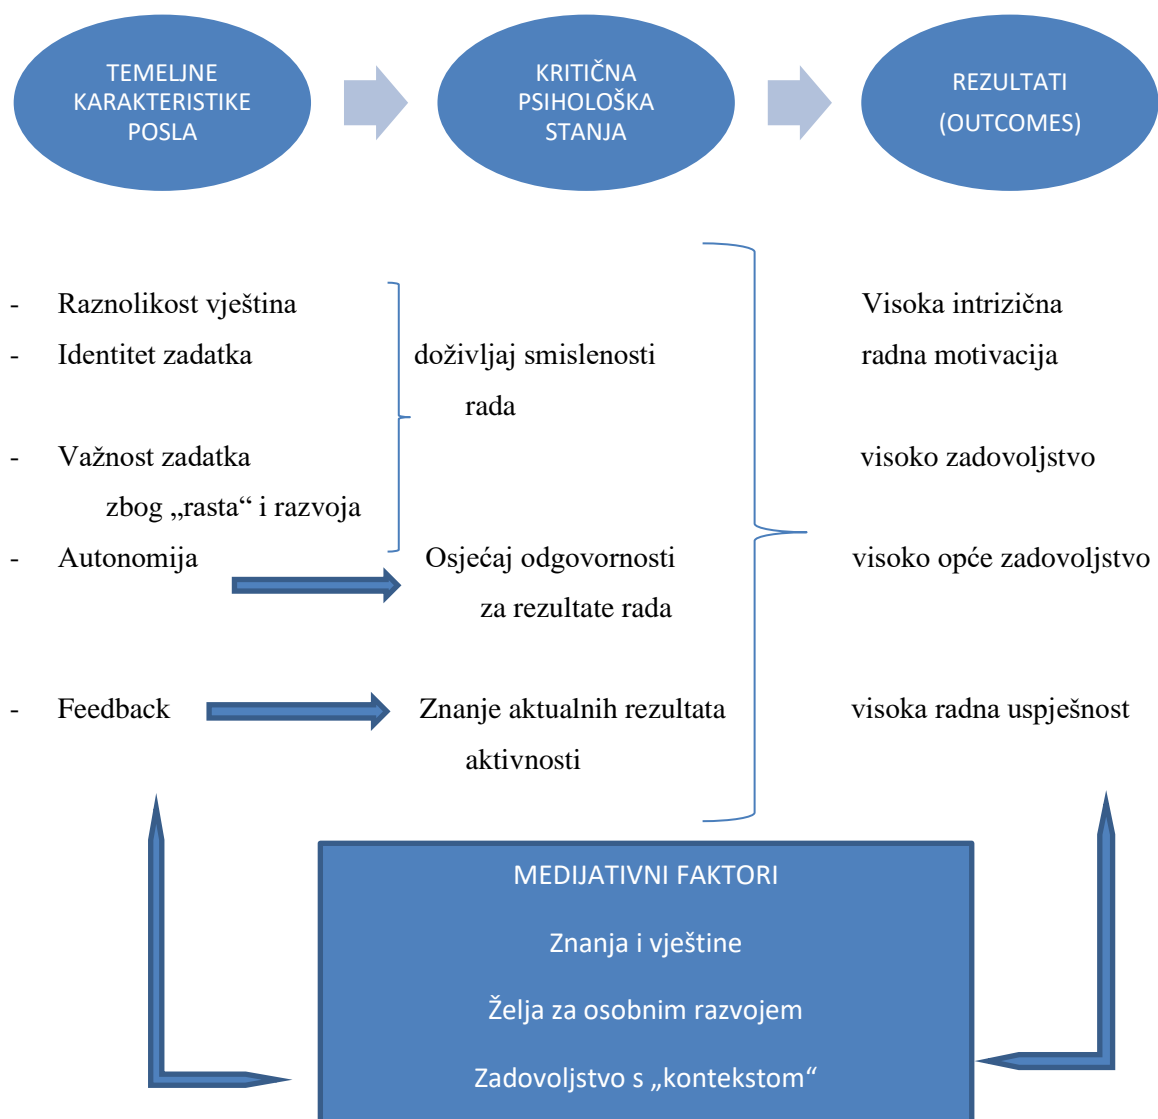 TEMELJNE
KARAKTERISTIKE
POSLA
KRITIČNA
PSIHOLOŠKA
STANJA
REZULTATI
(OUTCOMES)
- Raznolikost vještina
- Identitet zadatka
- Važnost zadatka
zbog „rasta“ i razvoja
- Autonomija
- Feedback
doživljaj smislenosti
rada
Osjećaj odgovornosti
za rezultate rada
Znanje aktualnih rezultata
aktivnosti
Visoka intrizična
radna motivacija
visoko zadovoljstvo
visoko opće zadovoljstvo
visoka radna uspješnost
MEDIJATIVNI FAKTORI
Znanja i vještine
Želja za osobnim razvojem
Zadovoljstvo s „kontekstom“